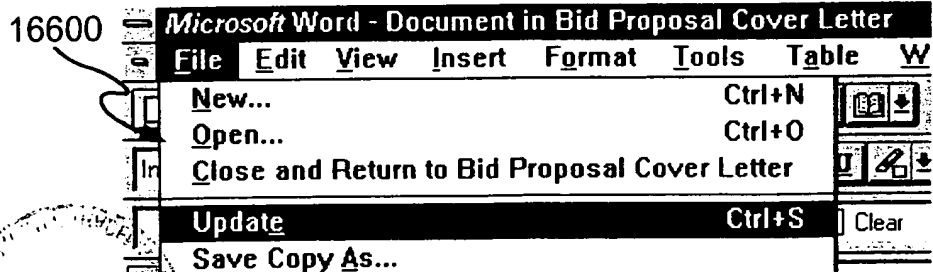 16600
Microsoft Word - Document in Bid Proposal Cover Letter
File Edit View Insert Format Tools Table W
New... Ctrl+N
Open... Ctrl+O
In Close and Return to Bid Proposal Cover Letter U
Update Ctrl+S Clear
Save Copy As...